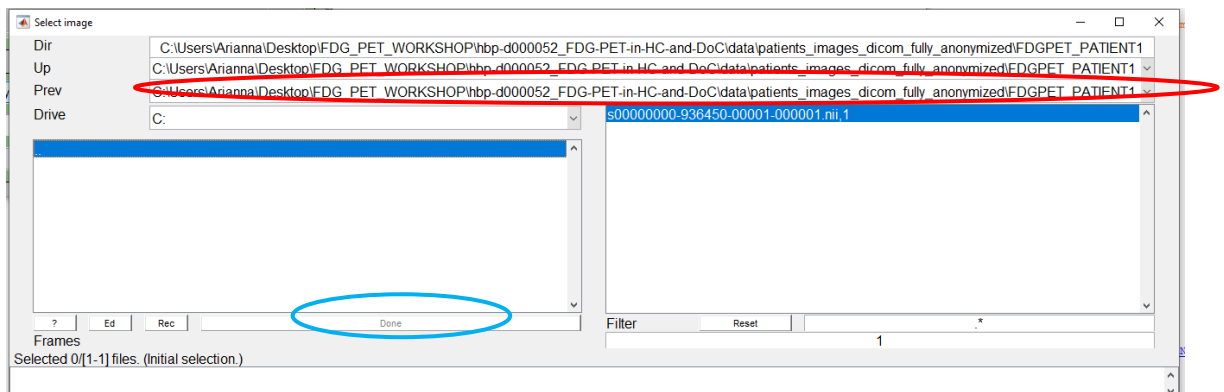 Select image
Dir C:\Users\Arianna\Desktop\FDG_PET_WORKSHOP\hbp-d000052_FDG-PET-in-HC-and-DoC\data\patients_images_dicom_fully_anonymized\FDGPET_PATIENT1
Up C:\Users\Arianna\Desktop\FDG_PET_WORKSHOP\hbp-d000052_FDG-PET-in-HC-and-DoC\data\patients_images_dicom_fully_anonymized\FDGPET_PATIENT1
Prev C:\Users\Arianna\Desktop\FDG_PET_WORKSHOP\hbp-d000052_FDG-PET-in-HC-and-DoC\data\patients_images_dicom_fully_anonymized\FDGPET_PATIENT1
Drive C:
s00000000-936450-00001-000001.nii,1
..
? Ed Rec Done Filter Reset .*
Frames 1
Selected 0/[1-1] files. (Initial selection.)